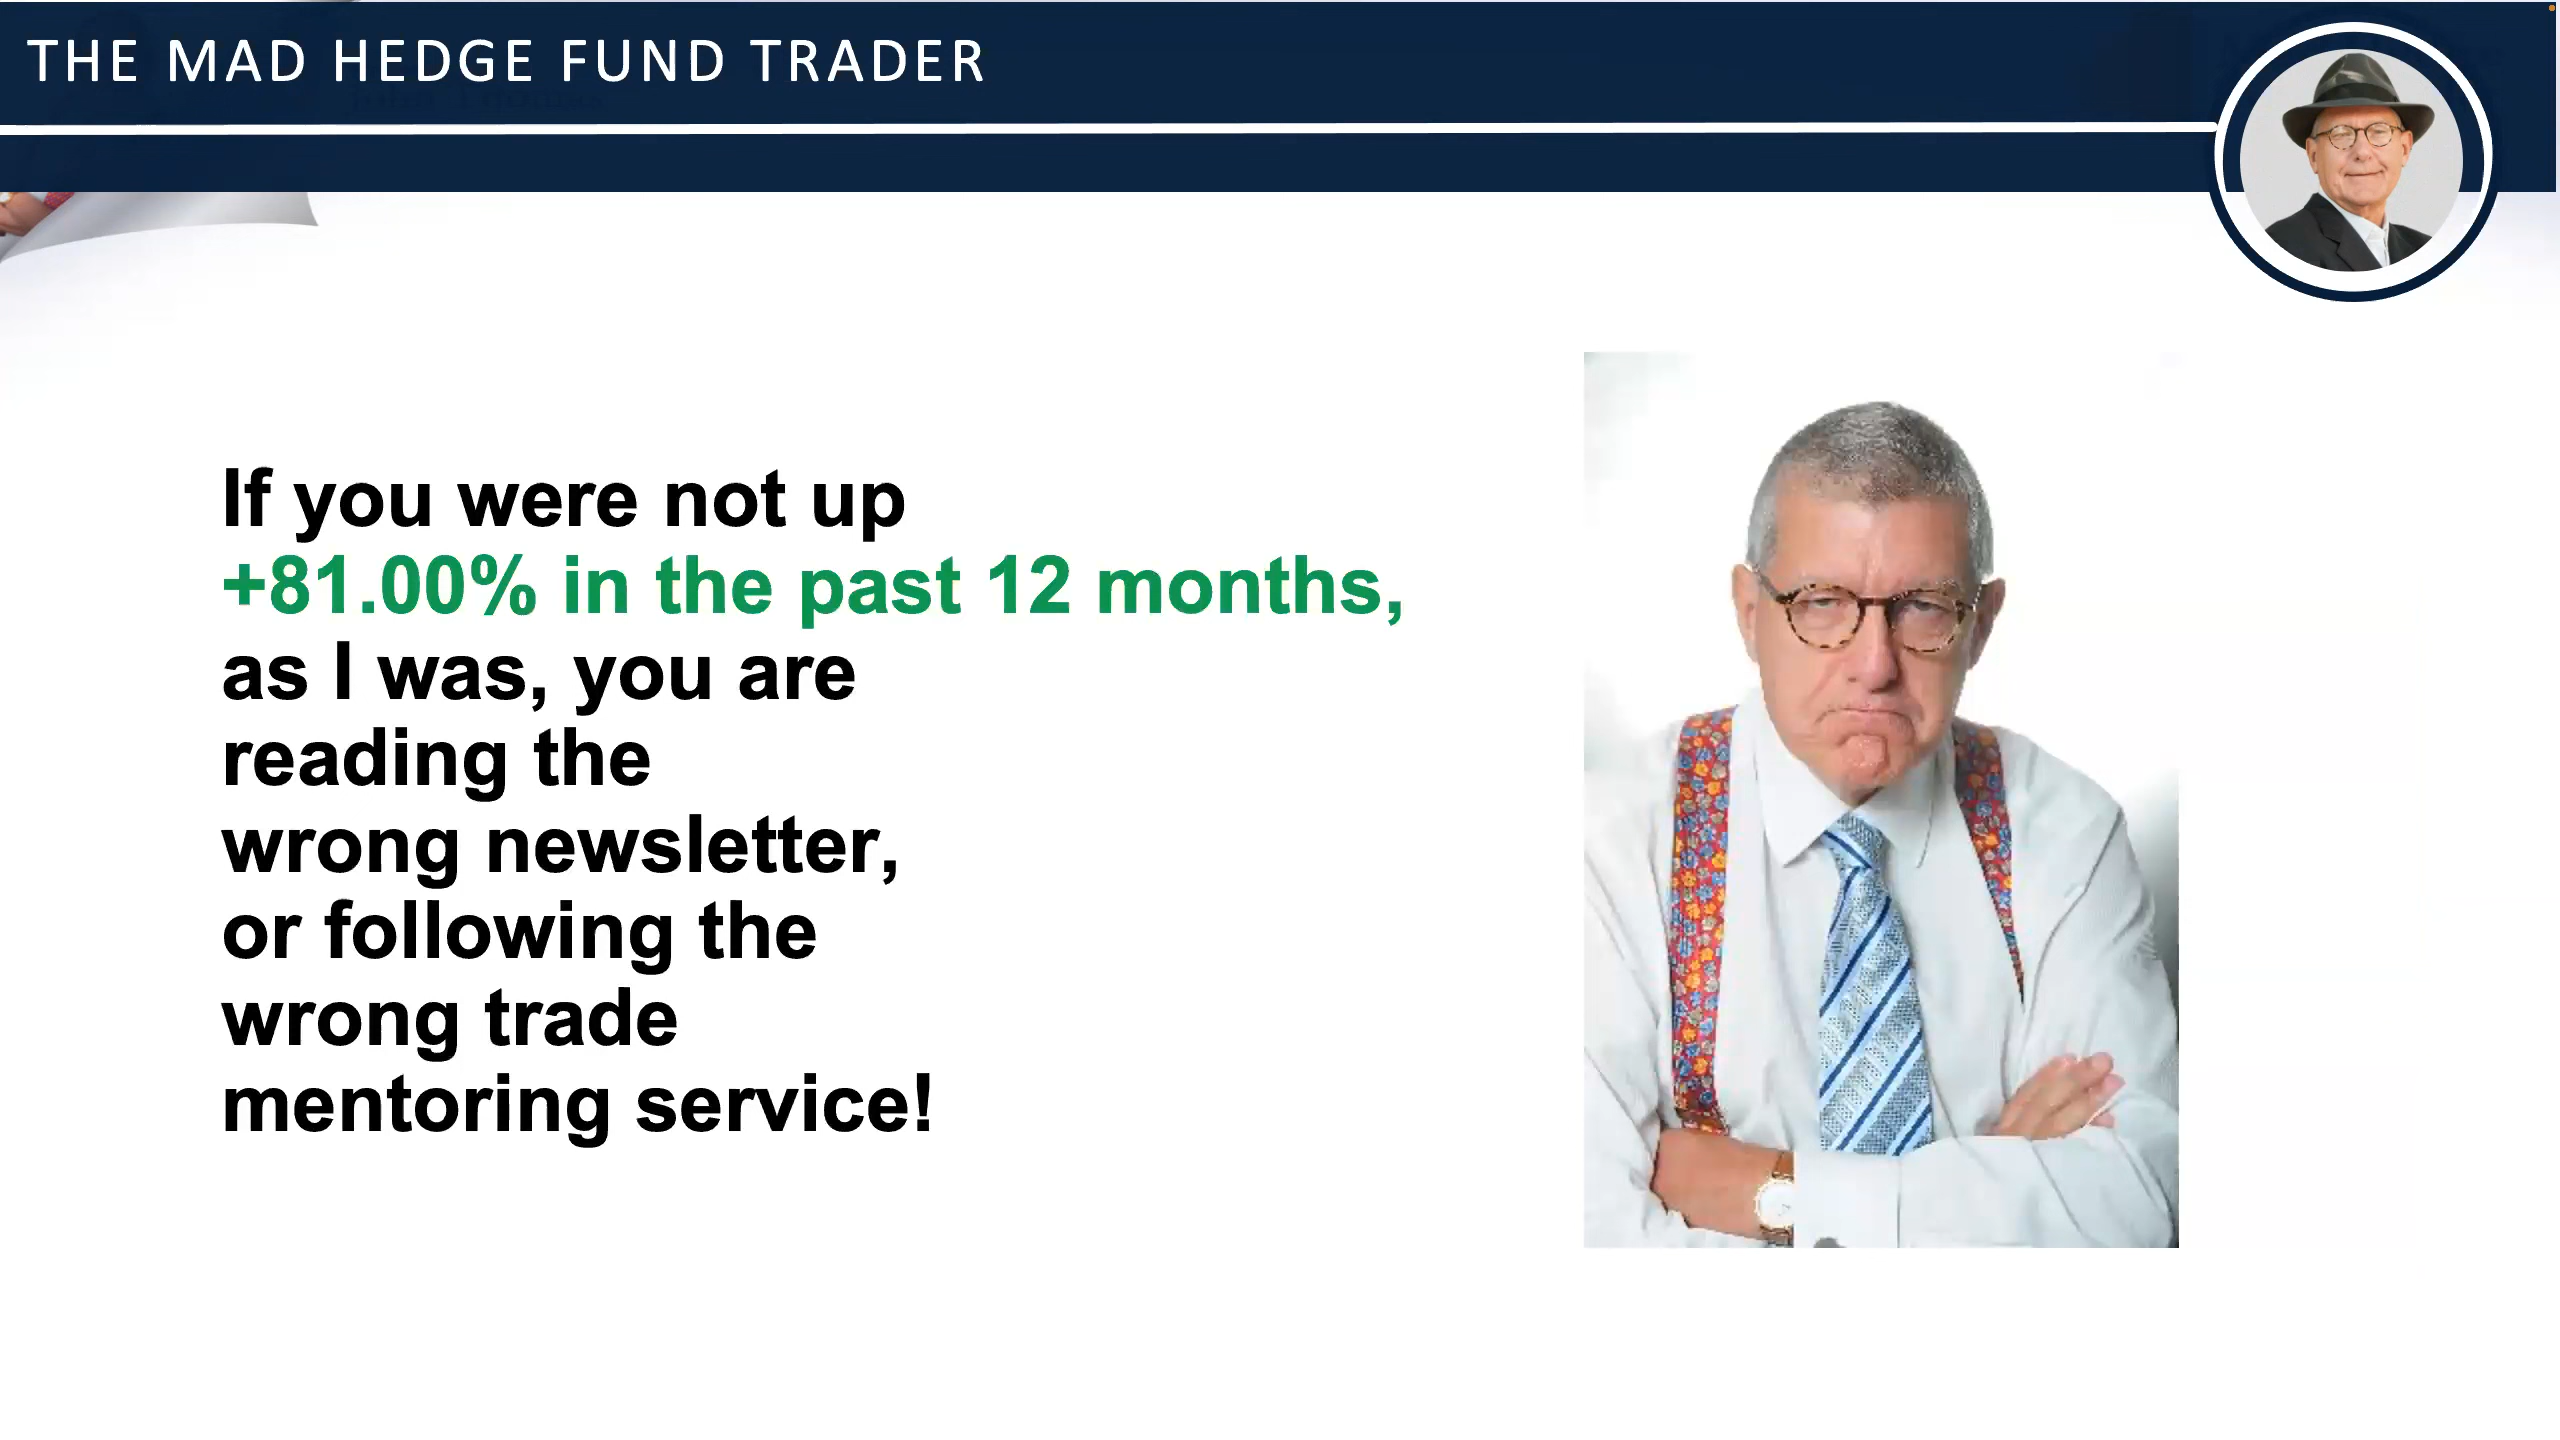 THE MAD HEDGE FUND TRADER
If you were not up
+81.00% in the past 12 months,
as I was, you are
reading the
wrong newsletter,
or following the
wrong trade
mentoring service!